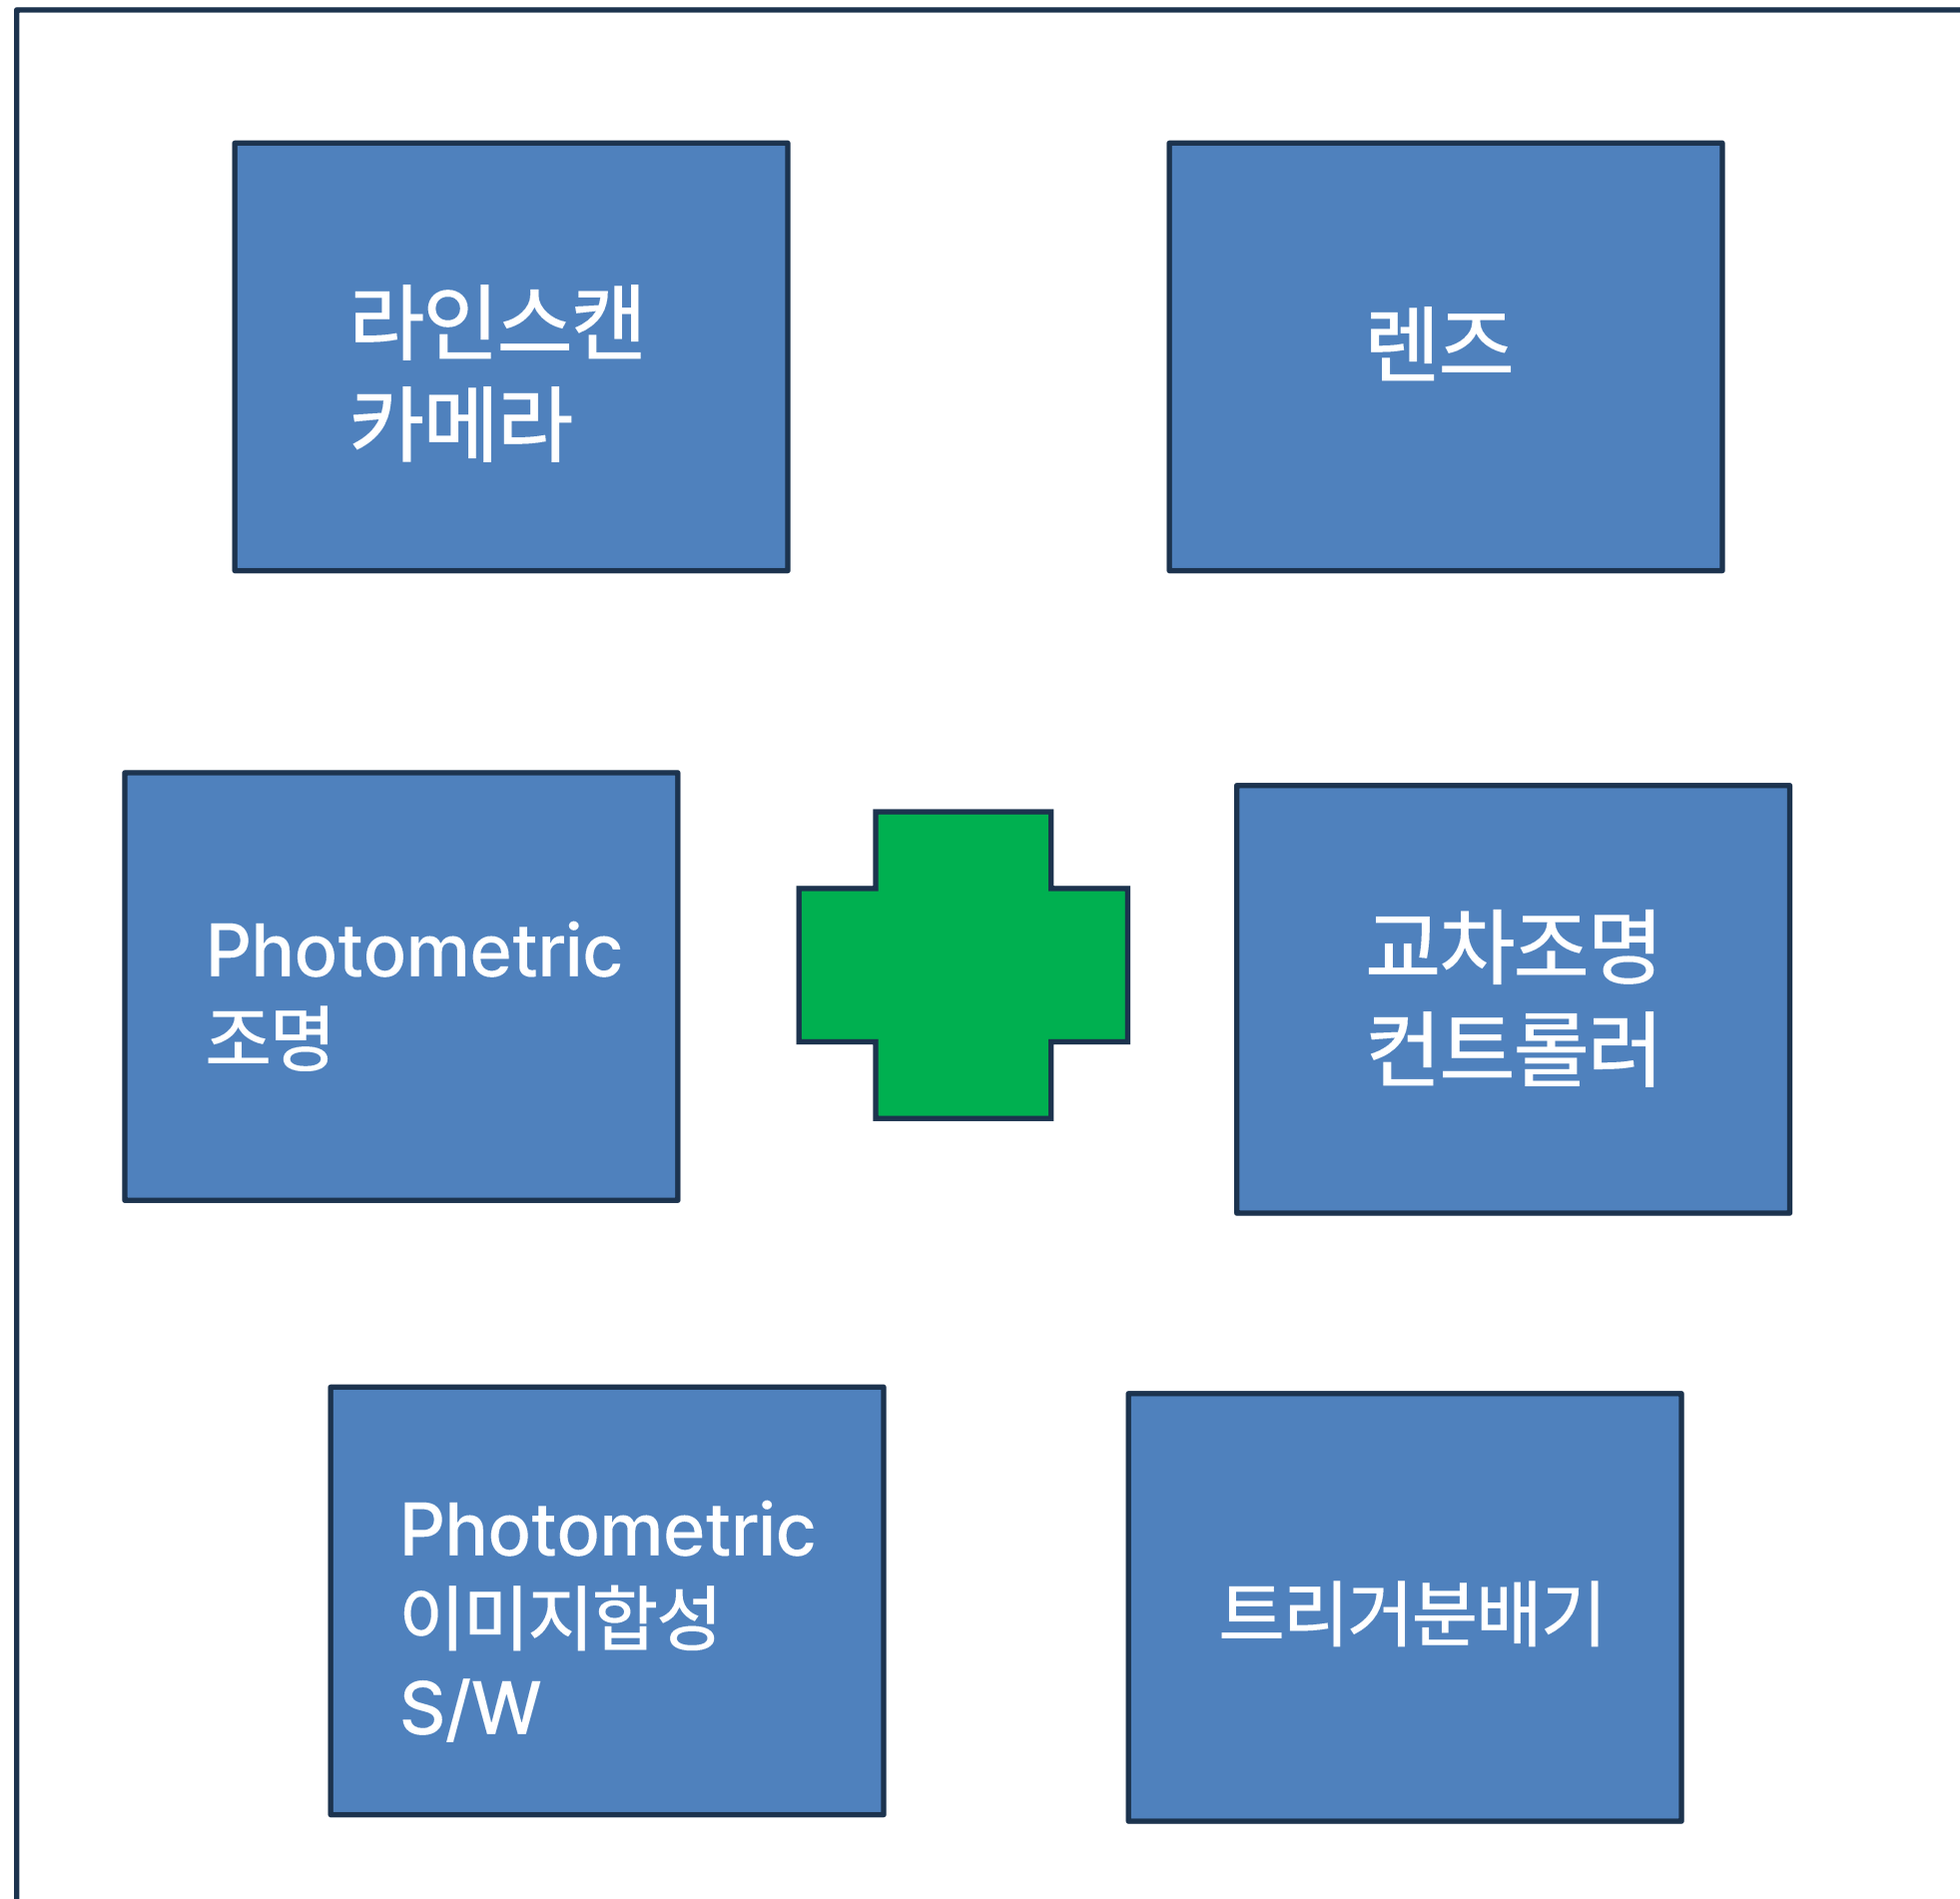 라인스캔
카메라
렌즈
Photometric
조명
교차조명
컨트롤러
Photometric
이미지합성
S/W
트리거분배기